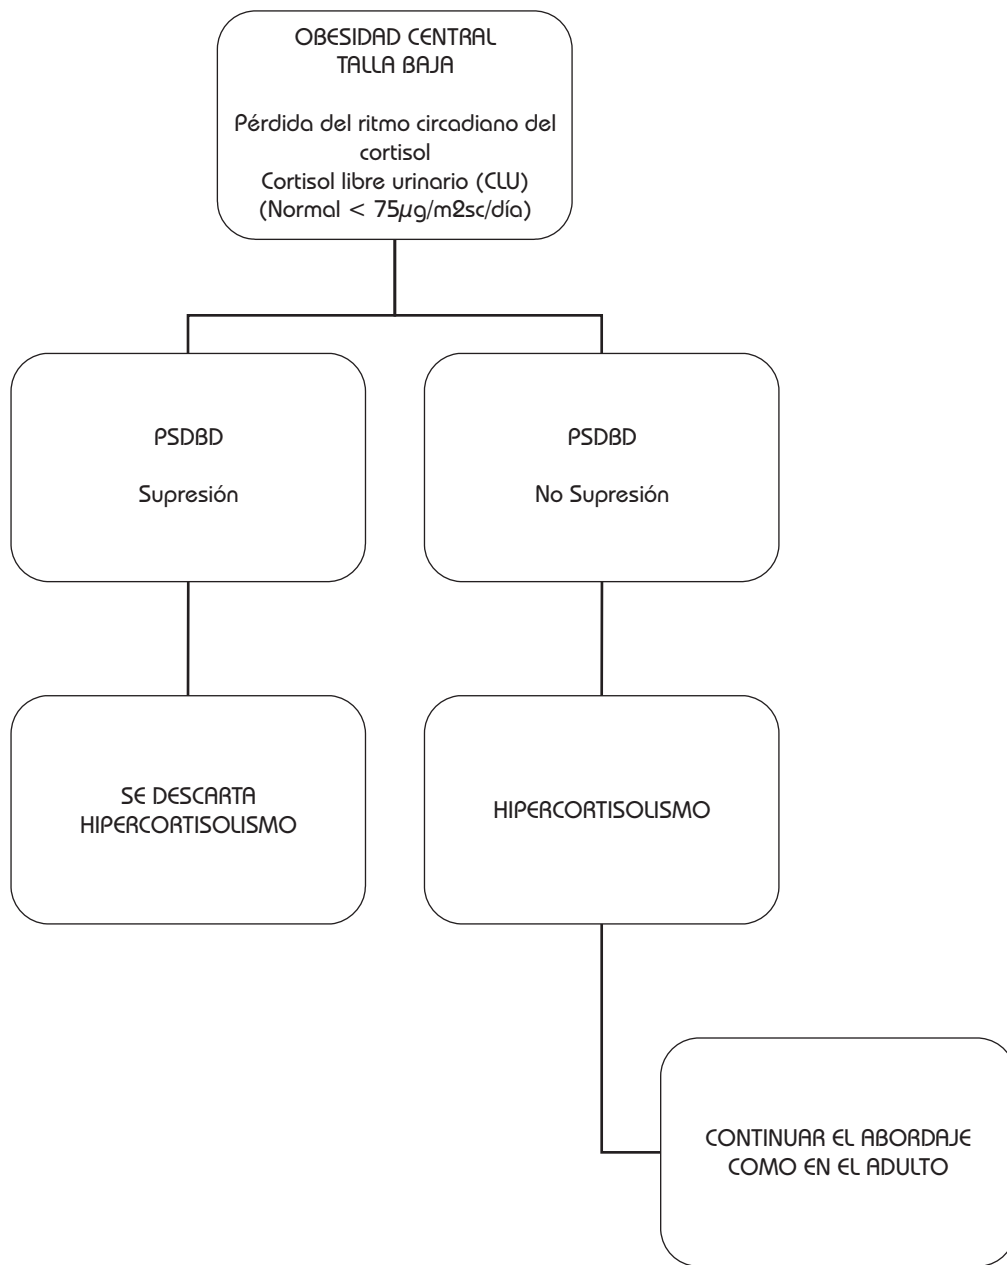 OBESIDAD CENTRAL
TALLA BAJA
Pérdida del ritmo circadiano del
cortisol
Cortisol libre urinario (CLU)
(Normal < 75µg/m2sc/día)
PSDBD
Supresión
PSDBD
No Supresión
SE DESCARTA
HIPERCORTISOLISMO
HIPERCORTISOLISMO
CONTINUAR EL ABORDAJE
COMO EN EL ADULTO